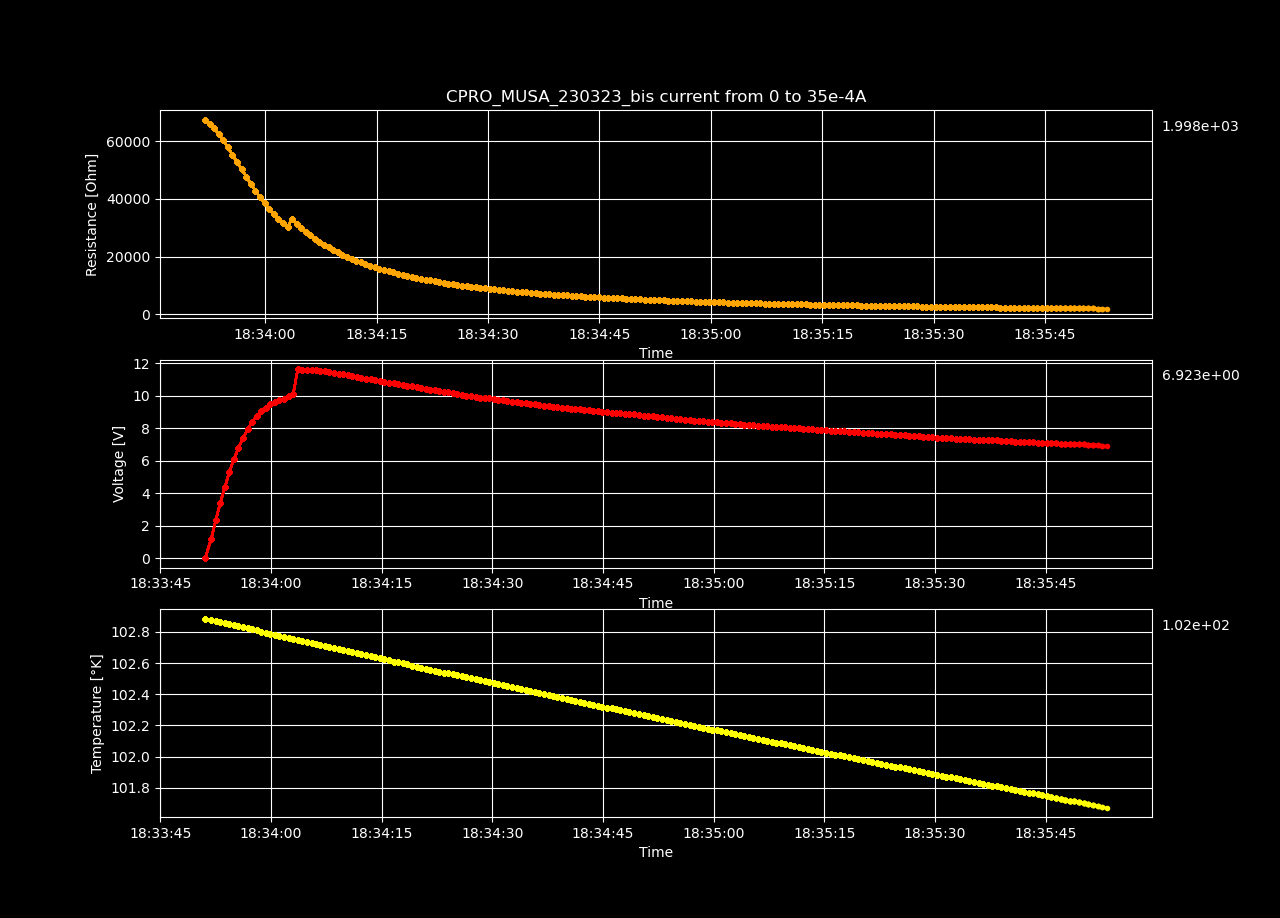 CPRO_MUSA_230323_bis current from 0 to 35e-4A
1.998e+03
Resistance [Ohm]
60000
40000
20000
0
18:34:00 18:34:15 18:34:30 18:34:45 18:35:00 18:35:15 18:35:30 18:35:45
Time
6.923e+00
Voltage [V]
12
10
8
6
4
2
0
18:33:45 18:34:00 18:34:15 18:34:30 18:34:45 18:35:00 18:35:15 18:35:30 18:35:45
Time
1.02e+02
Temperature [°K]
102.8
102.6
102.4
102.2
102.0
101.8
18:33:45 18:34:00 18:34:15 18:34:30 18:34:45 18:35:00 18:35:15 18:35:30 18:35:45
Time